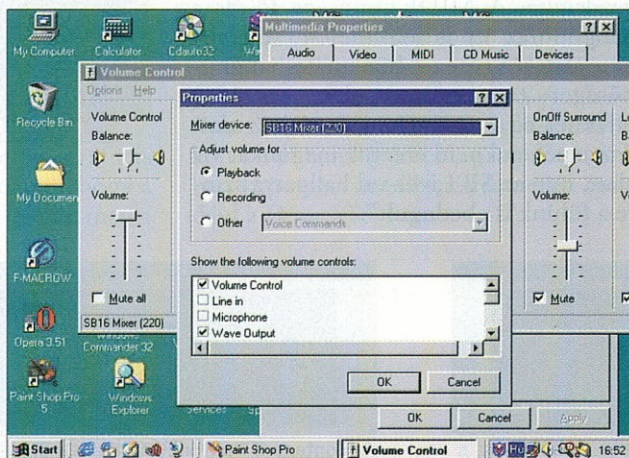 Multimedia Properties
My Computer
Calculator
Cdauto32
Audio
Video
MIDI
CD Music
Devices
Volume Control
Options Help
Recycle Bin
Volume Control
Balance:
Volume:
Mute all
SB16 Mixer (220)
Properties
Mixer device:
SB16 Mixer (220)
Adjust volume for
Playback
Recording
Other
Voice Commands
Show the following volume controls:
Volume Control
Line in
Microphone
Wave Output
OK
Cancel
OnOff Surround
Balance:
Volume:
Mute
My Documen
F-MACROW
Opera 3.51
Commander 32
Paint Shop Pro
5
Windows
Explorer
Services
OK
Cancel
Apply
Start
Paint Shop Pro
Volume Control
Hu
16:52